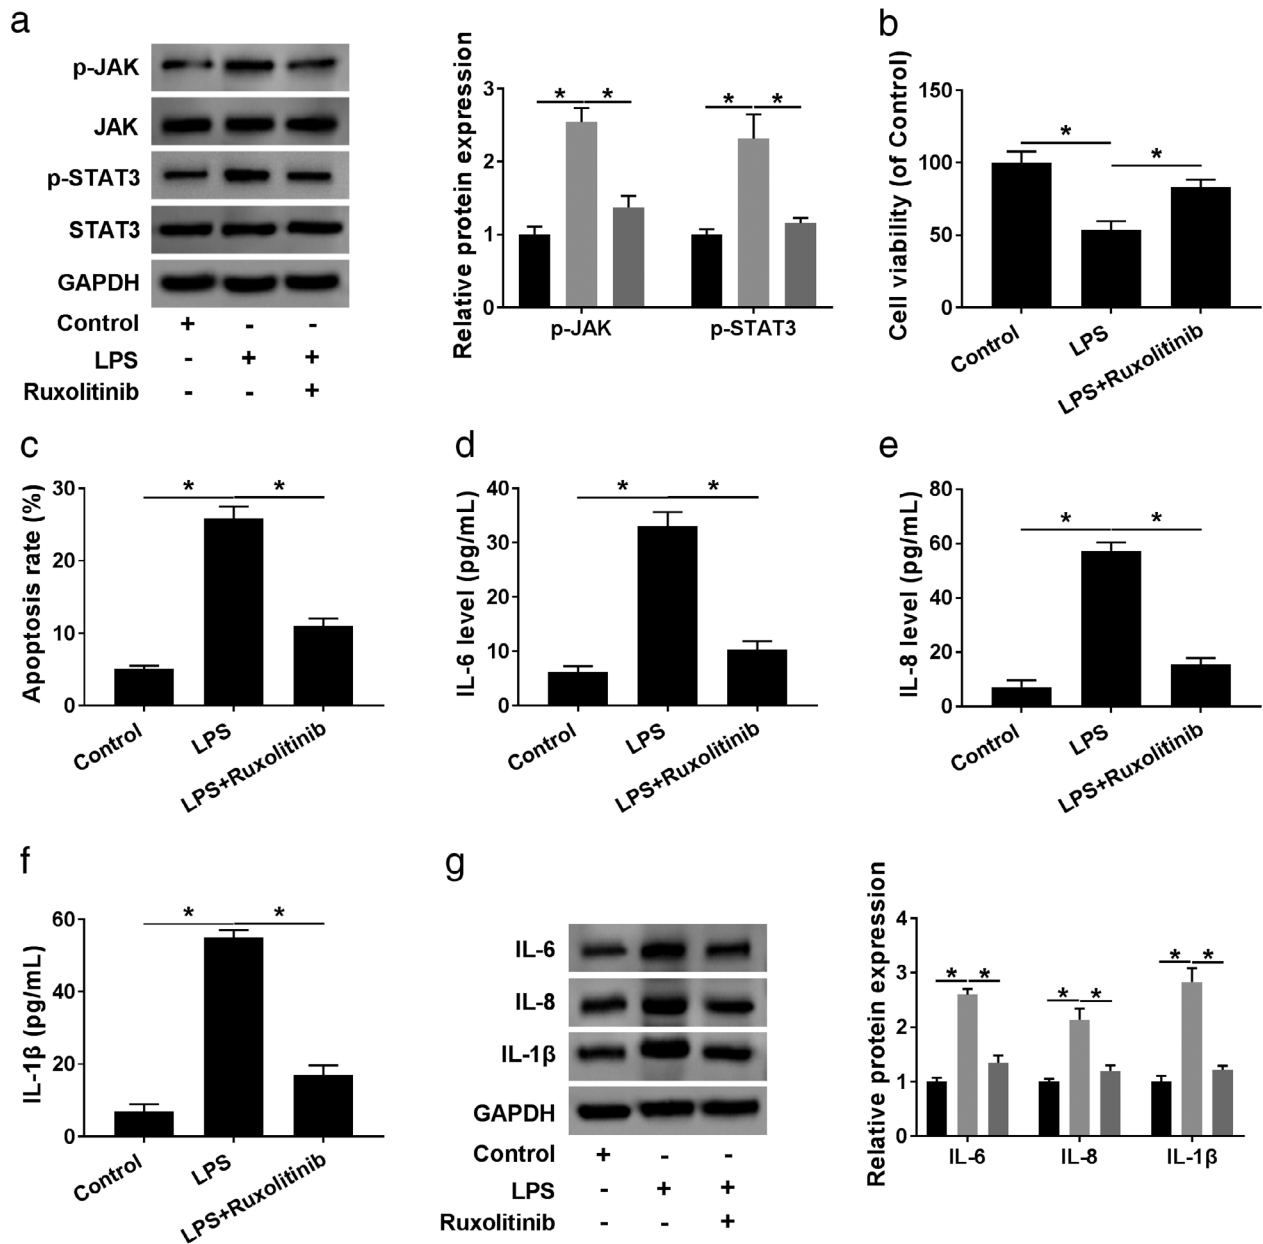 a
p-JAK
JAK
p-STAT3
STAT3
GAPDH
Control + - -
LPS - + +
Ruxolitinib - - +
Relative protein expression
3
2
1
0
* *
* *
p-JAK
p-STAT3
b
Cell viability (of Control)
150
100
50
0
*
*
Control
LPS
LPS+Ruxolitinib
c
Apoptosis rate (%)
30
20
10
0
* *
Control
LPS
LPS+Ruxolitinib
d
IL-6 level (pg/mL)
40
30
20
10
0
* *
Control
LPS
LPS+Ruxolitinib
e
IL-8 level (pg/mL)
80
60
40
20
0
* *
Control
LPS
LPS+Ruxolitinib
f
IL-1β (pg/mL)
60
40
20
0
* *
Control
LPS
LPS+Ruxolitinib
g
IL-6
IL-8
IL-1β
GAPDH
Control + - -
LPS - + +
Ruxolitinib - - +
Relative protein expression
4
3
2
1
0
* *
* *
* *
IL-6
IL-8
IL-1β